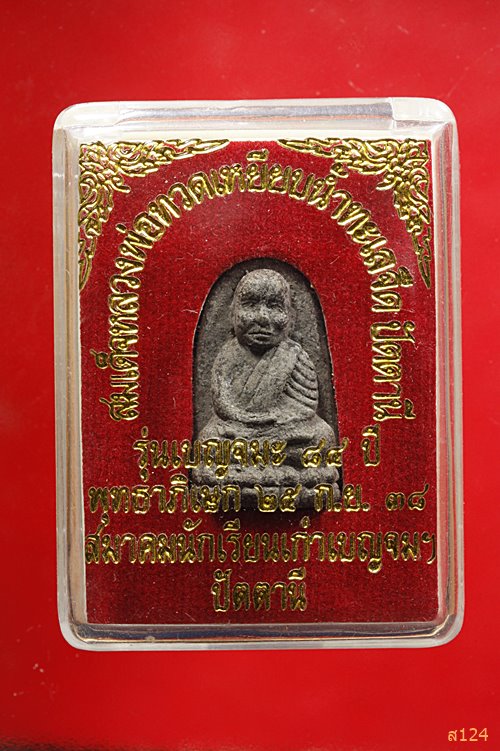 สมเด็จหลวงพ่อทวดเหยียบน้ำทะเลจืด ปัตตานี
รุ่นเบญจมะ ๘๔ ปี
พุทธาภิเษก ๒๕ ก.ย. ๓๘
สมาคมนักเรียนเก่าเบญจมฯ
ปัตตานี
ส124